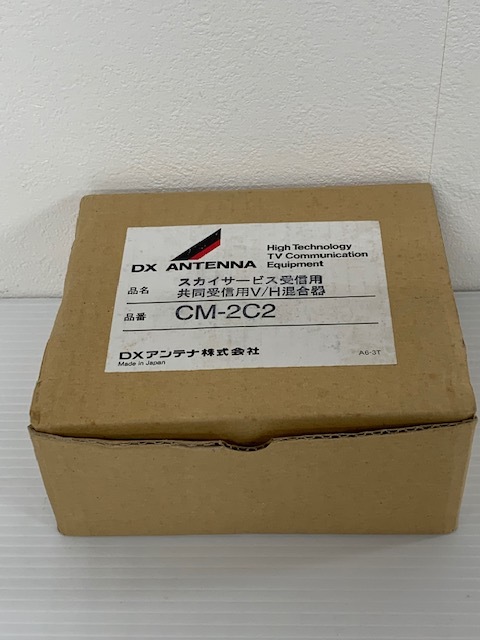 DX ANTENNA
High Technology
TV Communication
Equipment
品名 スカイサービス受信用
共同受信用V/H混合器
品番 CM-2C2
DXアンテナ株式会社
Made in Japan
A6-3T